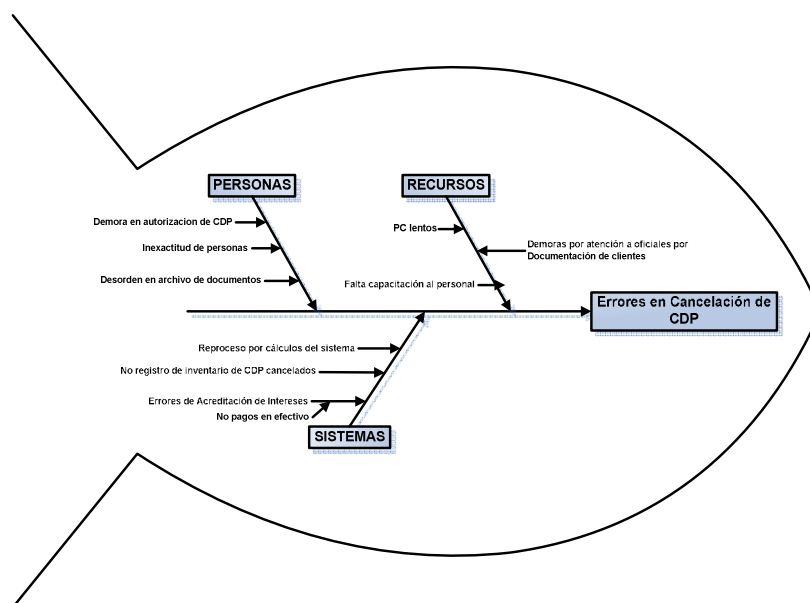 PERSONAS
Demora en autorizacion de CDP
Inexactitud de personas
Desorden en archivo de documentos
RECURSOS
PC lentos
Demoras por atención a oficiales por
Documentación de clientes
Falta capacitación al personal
Errores en Cancelación de
CDP
Reproceso por cálculos del sistema
No registro de inventario de CDP cancelados
Errores de Acreditación de Intereses
No pagos en efectivo
SISTEMAS